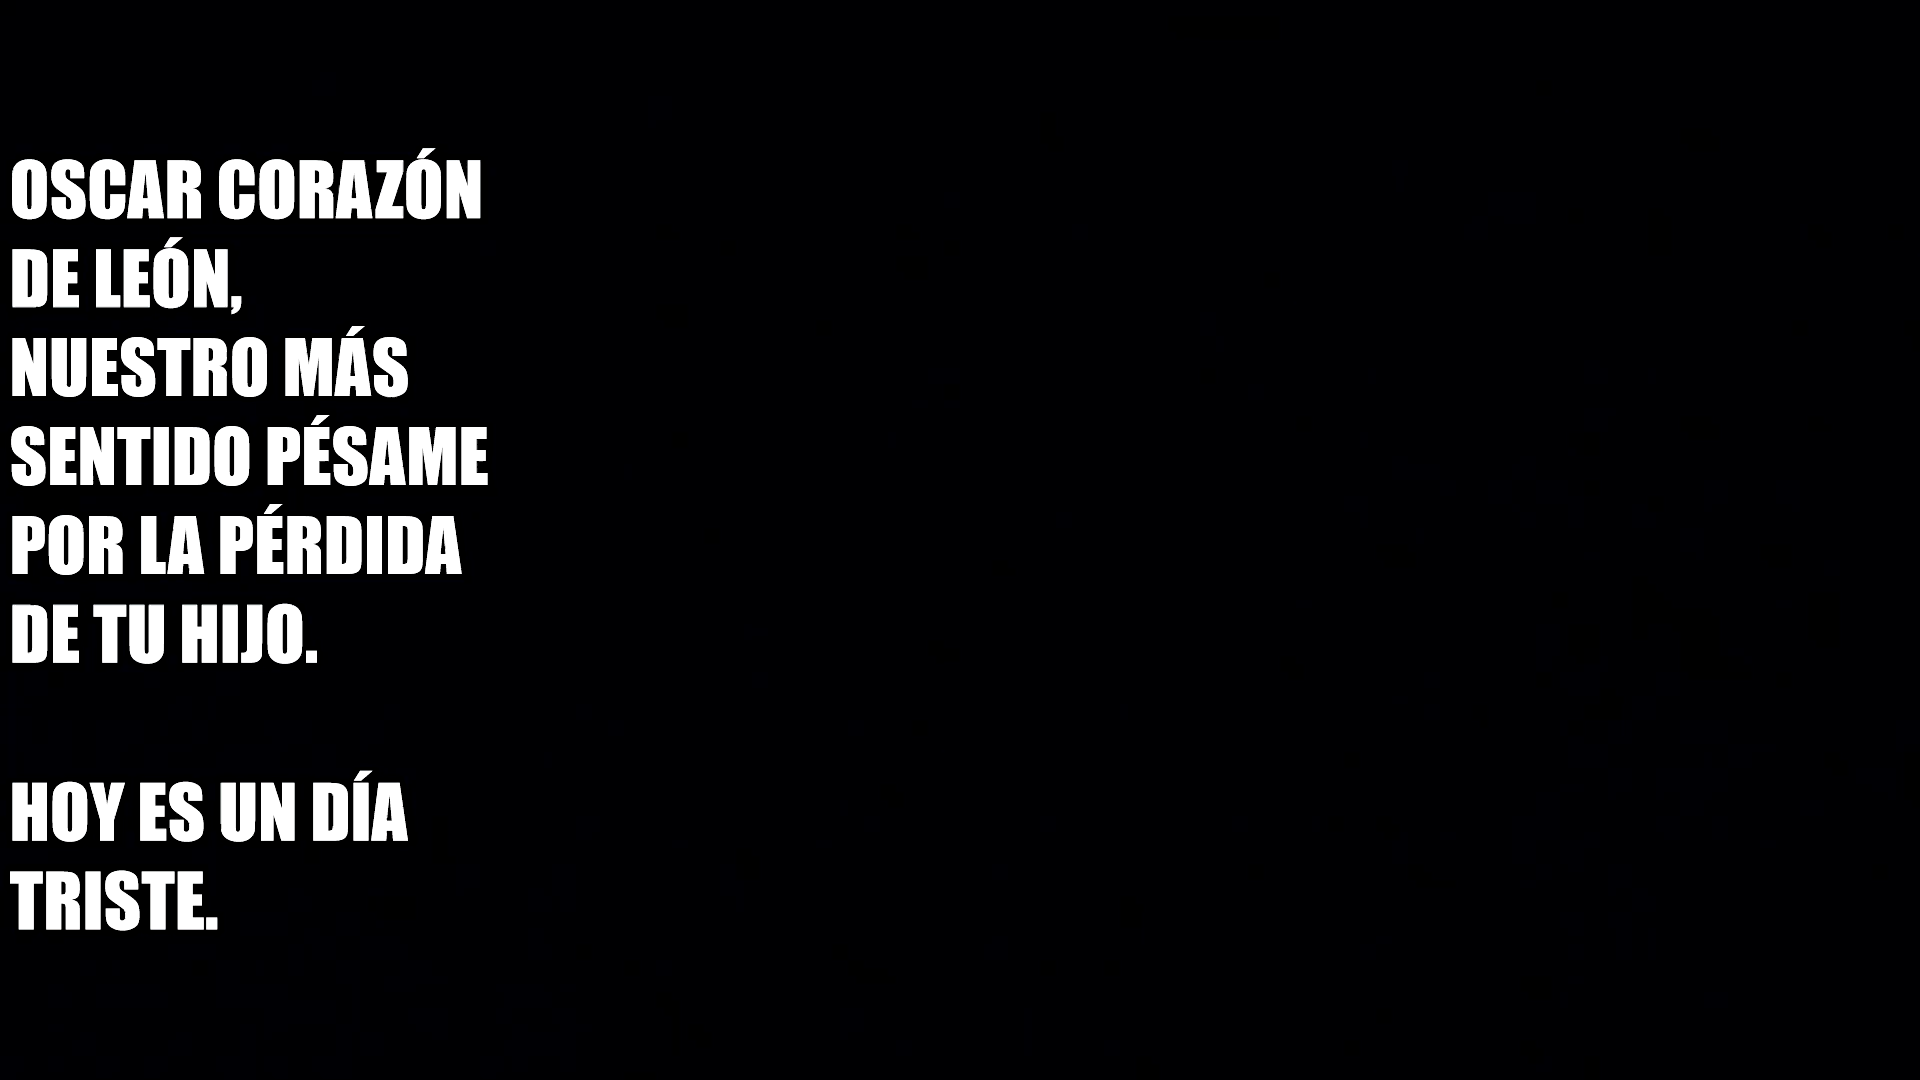 OSCAR CORAZÓN
DE LEÓN,
NUESTRO MÁS
SENTIDO PÉSAME
POR LA PÉRDIDA
DE TU HIJO.
HOY ES UN DÍA
TRISTE.